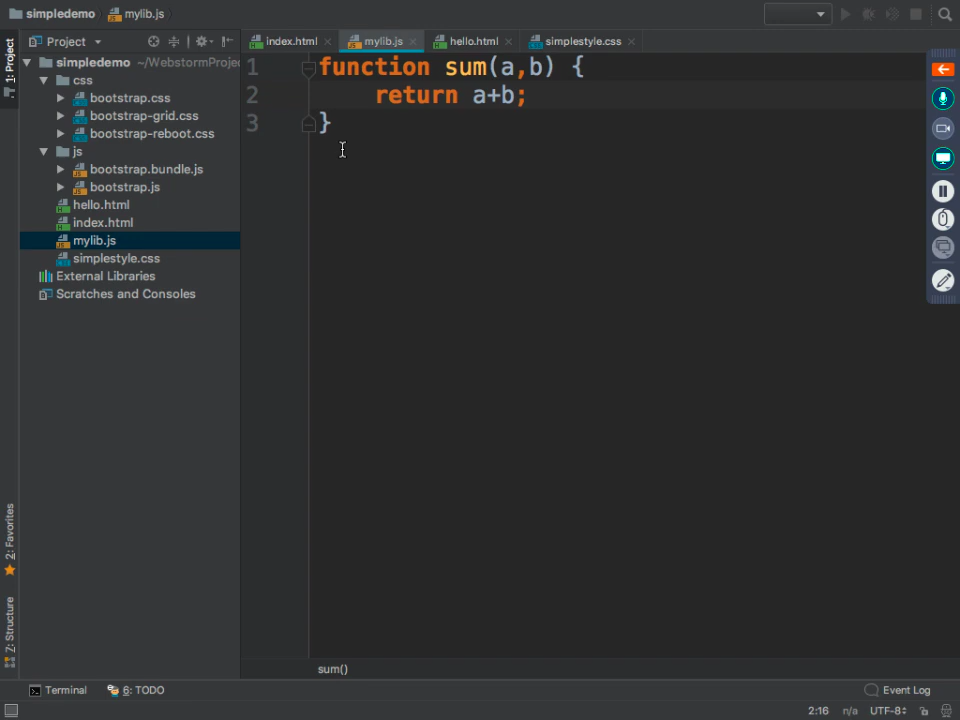 simpledemo
mylib.js
1: Project
Project
index.html
mylib.js
hello.html
simplestyle.css
simpledemo ~/WebstormProje
css
bootstrap.css
bootstrap-grid.css
bootstrap-reboot.css
js
bootstrap.bundle.js
bootstrap.js
hello.html
index.html
mylib.js
simplestyle.css
External Libraries
Scratches and Consoles
1 function sum(a,b) {
2 return a+b;
3 }
2: Favorites
7: Structure
sum()
Terminal
6: TODO
Event Log
2:16 n/a UTF-8